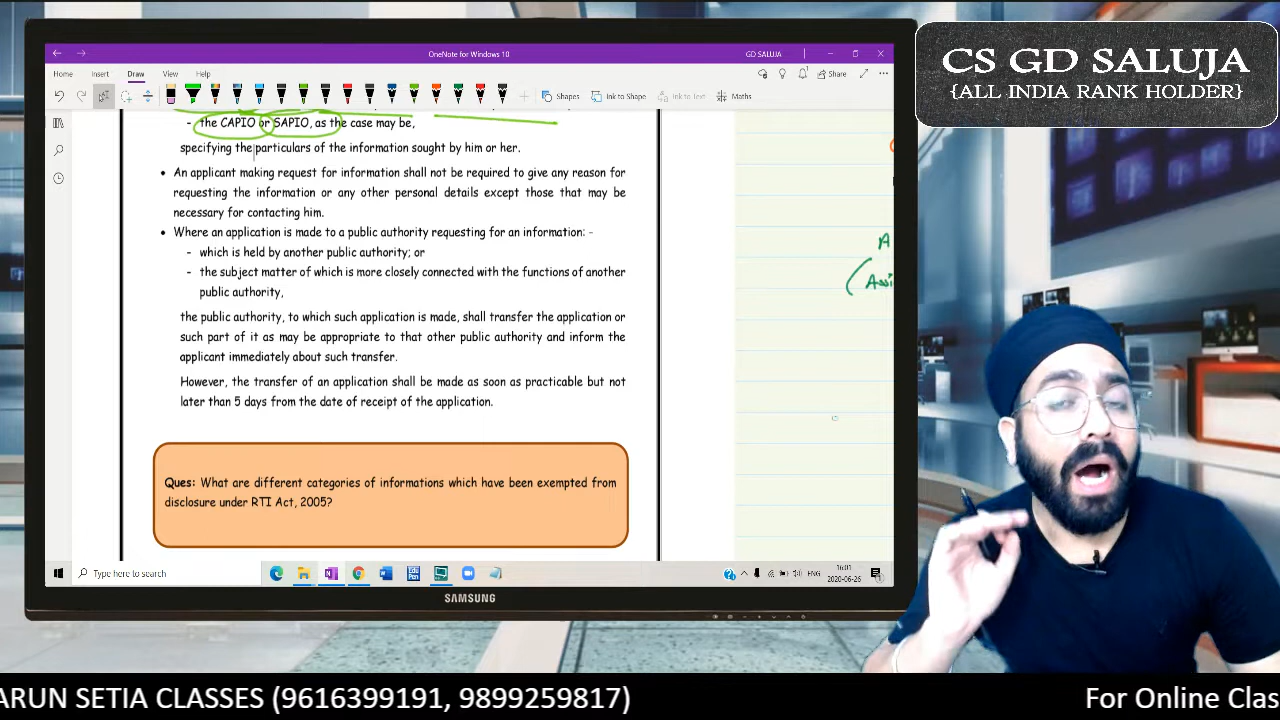 CS GD SALUJA
{ALL INDIA RANK HOLDER}
OneNote for Windows 10
GD SALUJA
Home Insert Draw View Help
Share
Shapes
Ink to Shape
Ink to Text
Maths
- the CAPIO or SAPIO, as the case may be,
specifying the particulars of the information sought by him or her.
• An applicant making request for information shall not be required to give any reason for
requesting the information or any other personal details except those that may be
necessary for contacting him.
• Where an application is made to a public authority requesting for an information: -
- which is held by another public authority; or
- the subject matter of which is more closely connected with the functions of another
public authority,
the public authority, to which such application is made, shall transfer the application or
such part of it as may be appropriate to that other public authority and inform the
applicant immediately about such transfer.
However, the transfer of an application shall be made as soon as practicable but not
later than 5 days from the date of receipt of the application.
Ques: What are different categories of informations which have been exempted from
disclosure under RTI Act, 2005?
A
(Assi
Type here to search
ENG
16:01
2020-06-26
SAMSUNG
ARUN SETIA CLASSES (9616399191, 9899259817)
For Online Clas